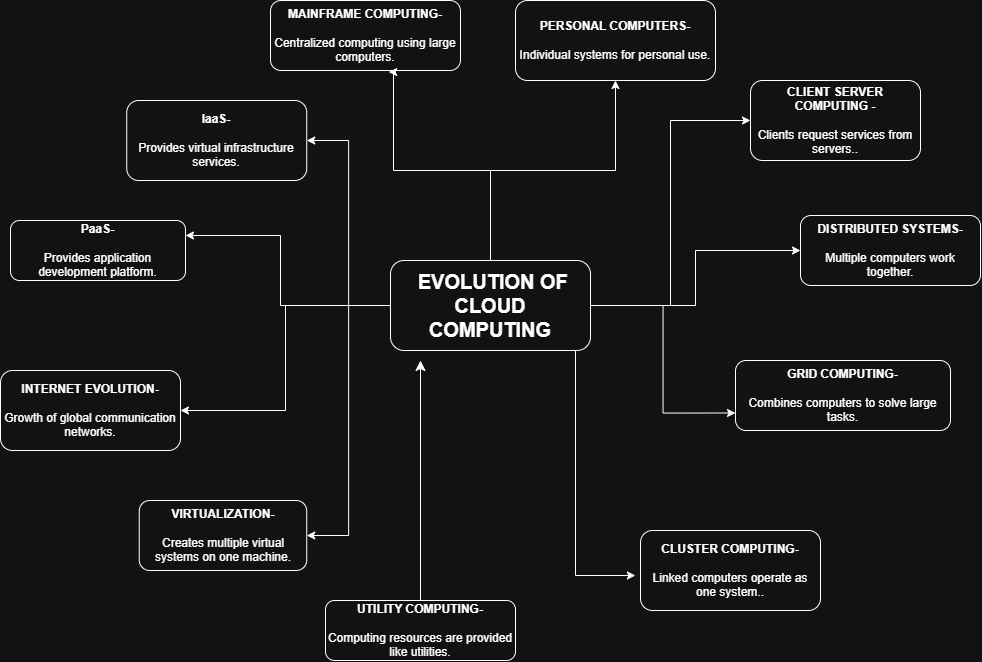 MAINFRAME COMPUTING-
Centralized computing using large
computers.
PERSONAL COMPUTERS-
Individual systems for personal use.
CLIENT SERVER
COMPUTING -
Clients request services from
servers..
IaaS-
Provides virtual infrastructure
services.
PaaS-
Provides application
development platform.
DISTRIBUTED SYSTEMS-
Multiple computers work
together.
EVOLUTION OF
CLOUD
COMPUTING
INTERNET EVOLUTION-
Growth of global communication
networks.
GRID COMPUTING-
Combines computers to solve large
tasks.
VIRTUALIZATION-
Creates multiple virtual
systems on one machine.
CLUSTER COMPUTING-
Linked computers operate as
one system..
UTILITY COMPUTING-
Computing resources are provided
like utilities.